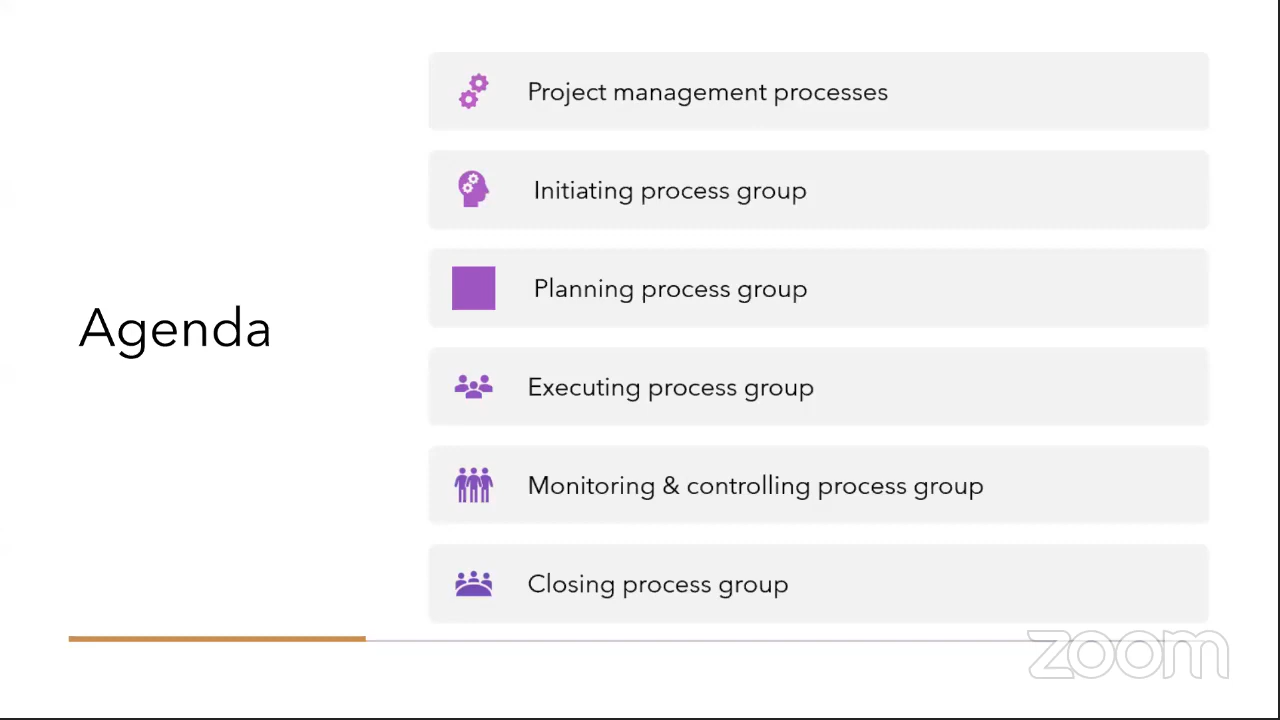 Agenda
Project management processes
Initiating process group
Planning process group
Executing process group
Monitoring & controlling process group
Closing process group
zoom